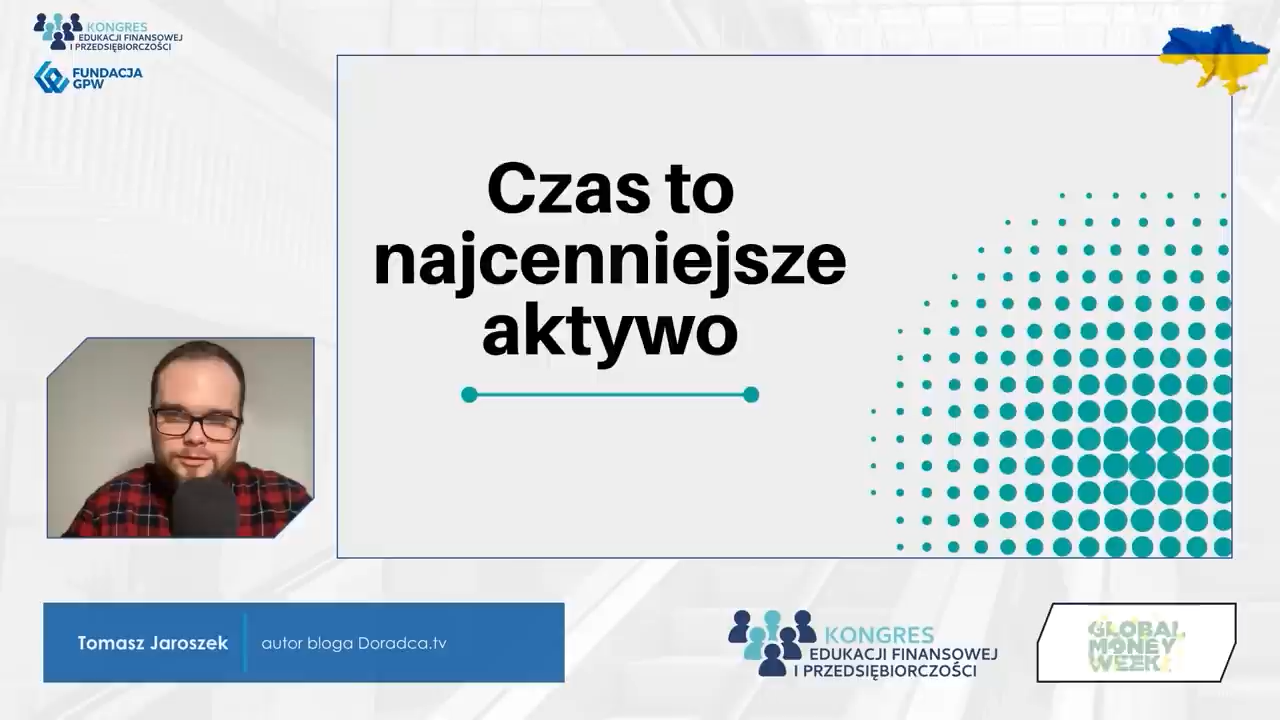 KONGRES
EDUKACJI FINANSOWEJ
I PRZEDSIĘBIORCZOŚCI
FUNDACJA
GPW
Czas to
najcenniejsze
aktywo
Tomasz Jaroszek
autor bloga Doradca.tv
KONGRES
EDUKACJI FINANSOWEJ
I PRZEDSIĘBIORCZOŚCI
GLOBAL
MONEY
WEEK